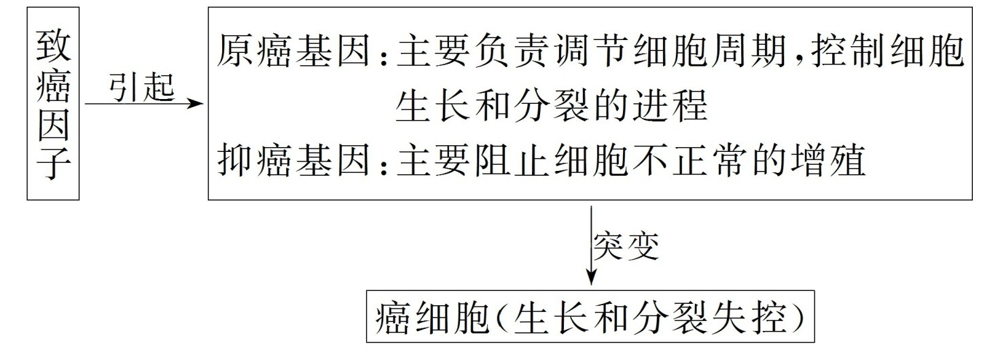 致癌因子
引起
原癌基因:主要负责调节细胞周期,控制细胞
生长和分裂的进程
抑癌基因:主要阻止细胞不正常的增殖
突变
癌细胞(生长和分裂失控)